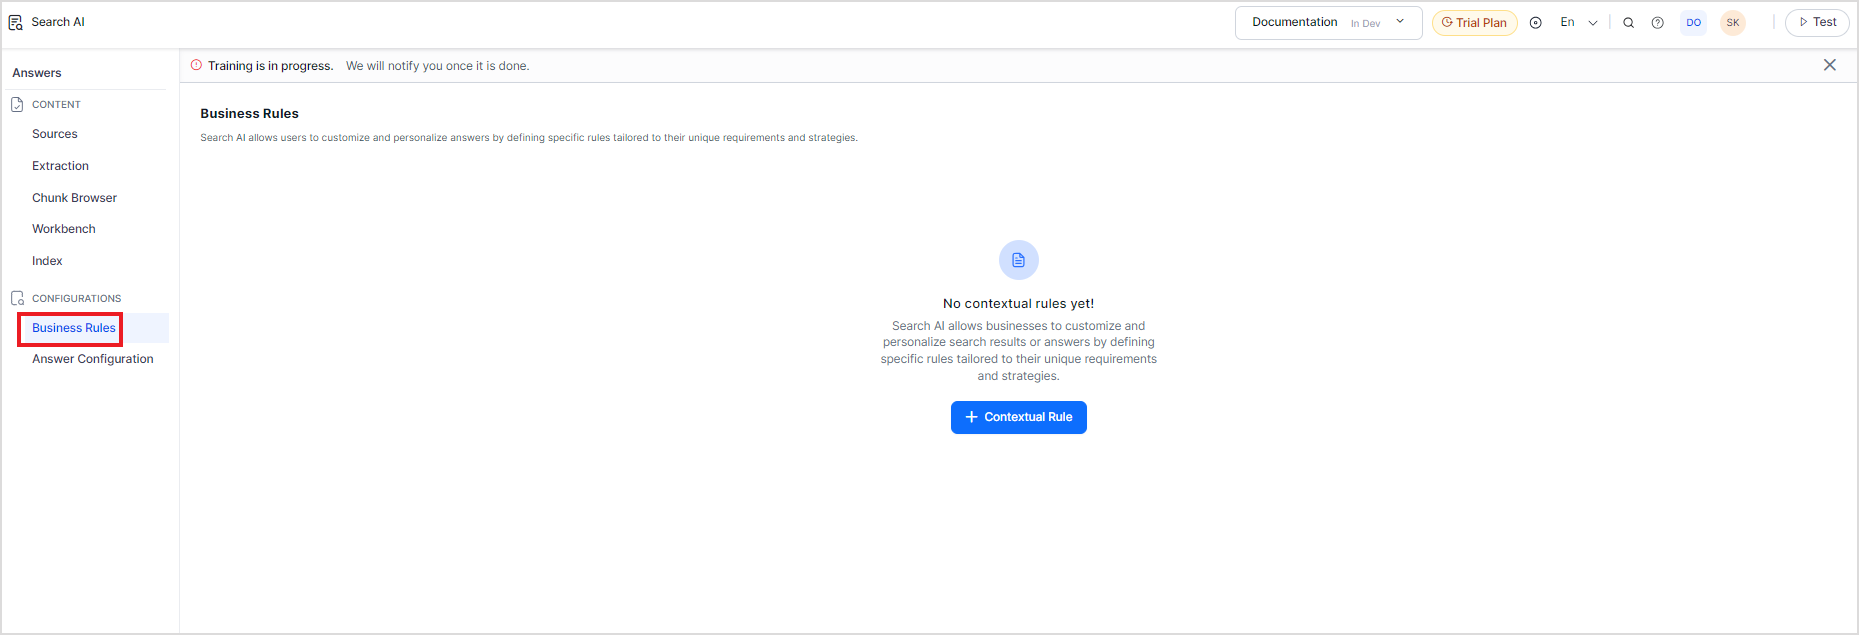 Search AI
Documentation In Dev
Trial Plan
En
DO
SK
Test
Answers
CONTENT
Sources
Extraction
Chunk Browser
Workbench
Index
CONFIGURATIONS
Business Rules
Answer Configuration
Training is in progress. We will notify you once it is done.
Business Rules
Search AI allows users to customize and personalize answers by defining specific rules tailored to their unique requirements and strategies.
No contextual rules yet!
Search AI allows businesses to customize and
personalize search results or answers by defining
specific rules tailored to their unique requirements
and strategies.
+ Contextual Rule